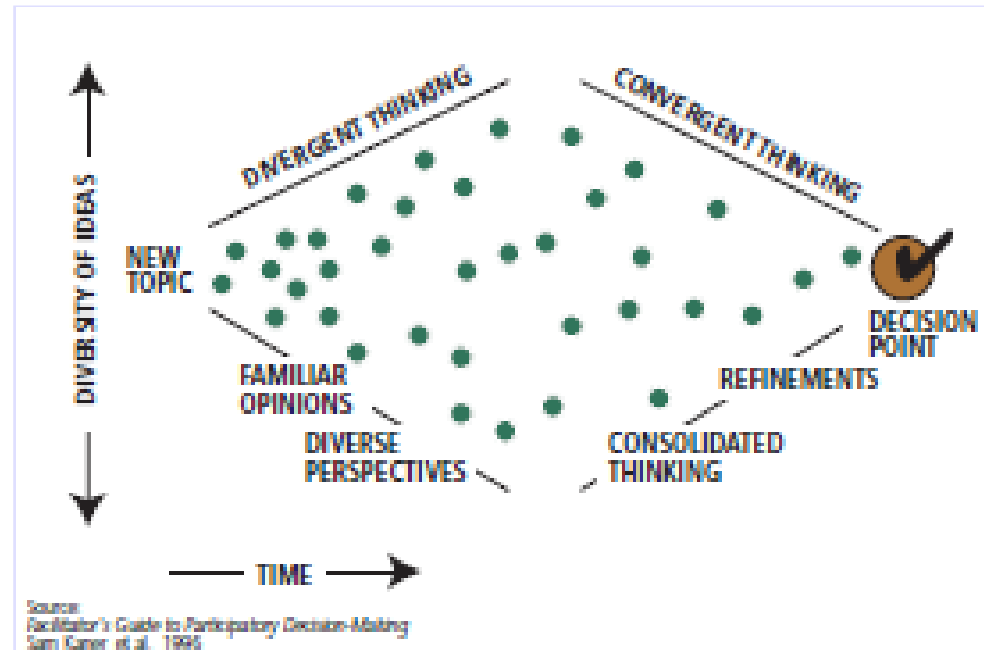 DIVERGENT THINKING
CONVERGENT THINKING
DIVERSITY OF IDEAS
NEW
TOPIC
DECISION
POINT
FAMILIAR
OPINIONS
REFINEMENTS
DIVERSE
PERSPECTIVES
CONSOLIDATED
THINKING
TIME
Source:
Facilitator's Guide to Participatory Decision-Making
Sam Kaner et al. 1996